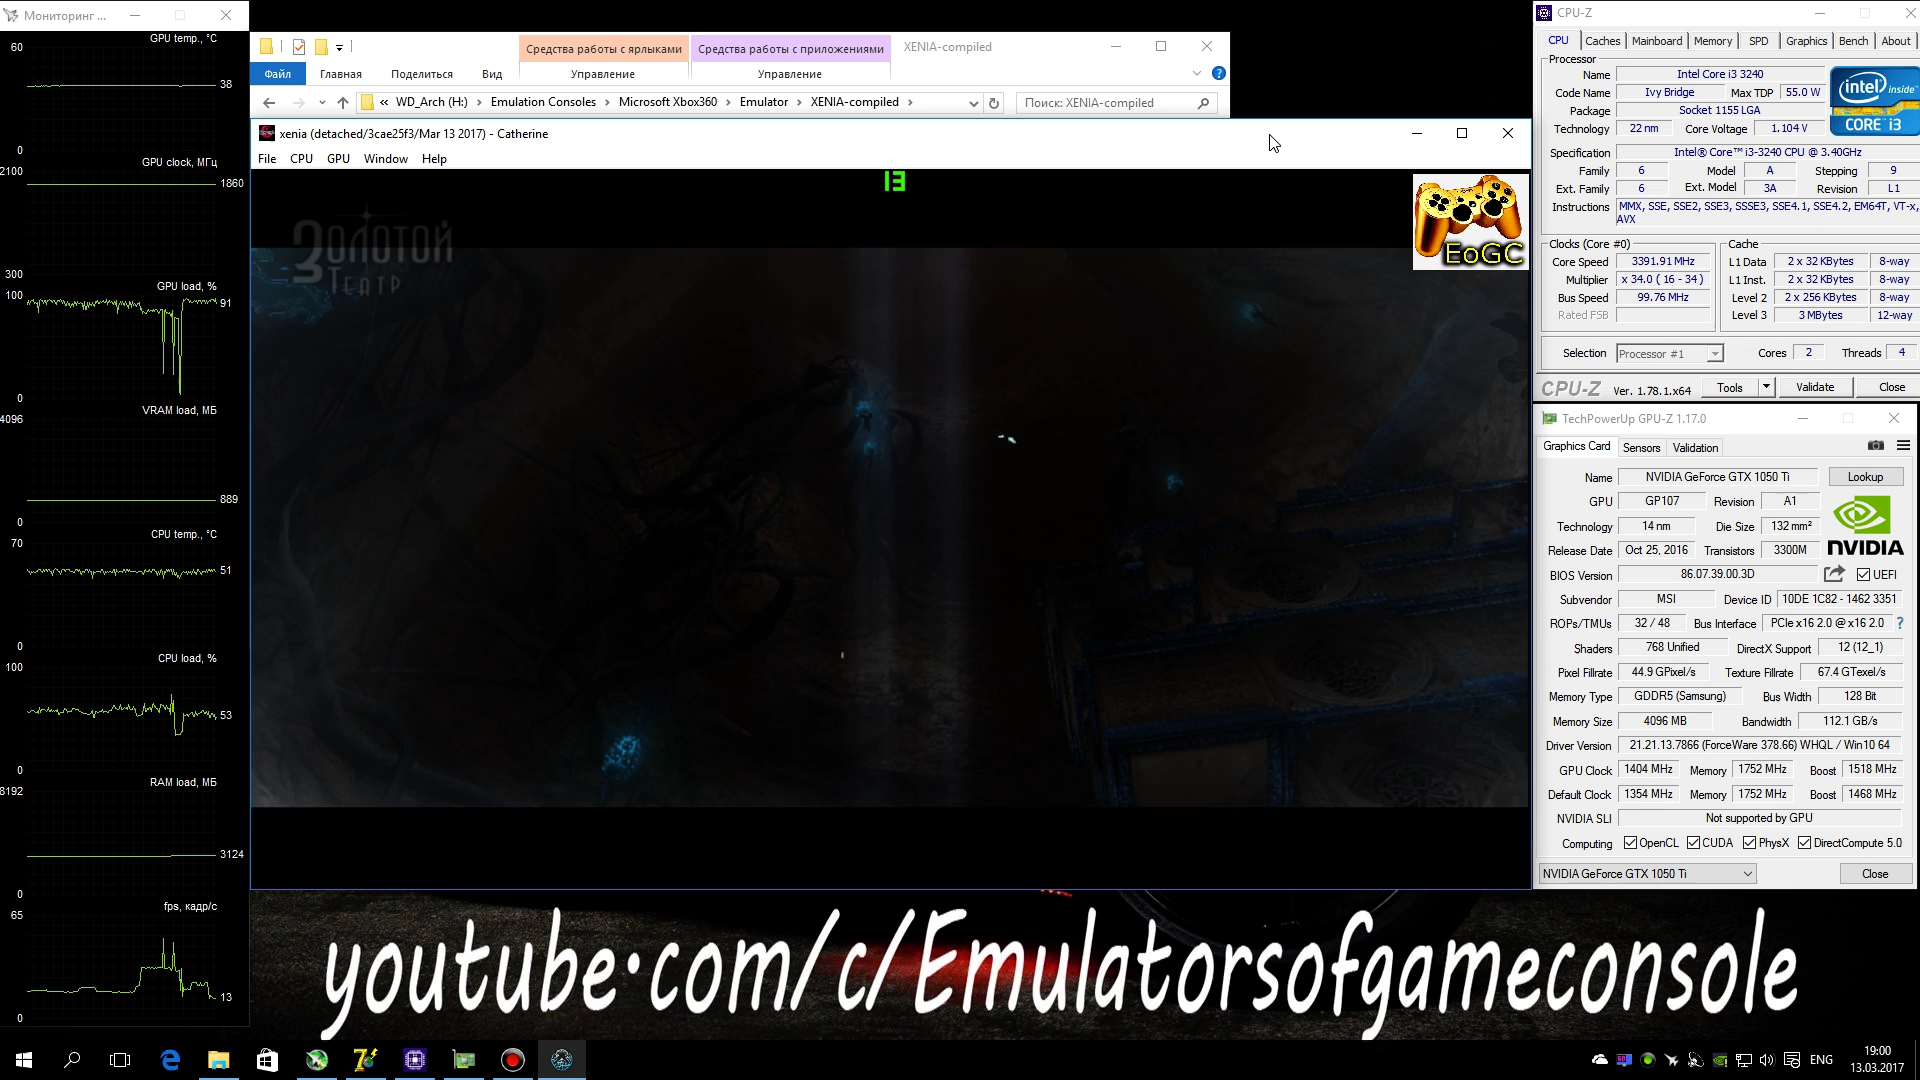 Мониторинг ...
GPU temp., °C
60
38
0
GPU clock, МГц
2100
1860
300
GPU load, %
100
91
0
VRAM load, МБ
4096
889
0
CPU temp., °C
70
51
0
CPU load, %
100
53
0
RAM load, МБ
8192
3124
0
fps, кадр/с
65
13
0
Средства работы с ярлыками
Средства работы с приложениями
XENIA-compiled
Файл
Главная
Поделиться
Вид
Управление
Управление
« WD_Arch (H:) > Emulation Consoles > Microsoft Xbox360 > Emulator > XENIA-compiled >
Поиск: XENIA-compiled
xenia (detached/3cae25f3/Mar 13 2017) - Catherine
File CPU GPU Window Help
13
Золотой
Театр
EoGC
CPU-Z
CPU Caches Mainboard Memory SPD Graphics Bench About
Processor
Name Intel Core i3 3240
Code Name Ivy Bridge Max TDP 55.0 W
Package Socket 1155 LGA
Technology 22 nm Core Voltage 1.104 V
intel inside™
CORE™ i3
Specification Intel® Core™ i3-3240 CPU @ 3.40GHz
Family 6 Model A Stepping 9
Ext. Family 6 Ext. Model 3A Revision L1
Instructions MMX, SSE, SSE2, SSE3, SSSE3, SSE4.1, SSE4.2, EM64T, VT-x,
AVX
Clocks (Core #0)
Core Speed 3391.91 MHz
Multiplier x 34.0 ( 16 - 34 )
Bus Speed 99.76 MHz
Rated FSB
Cache
L1 Data 2 x 32 KBytes 8-way
L1 Inst. 2 x 32 KBytes 8-way
Level 2 2 x 256 KBytes 8-way
Level 3 3 MBytes 12-way
Selection Processor #1 Cores 2 Threads 4
CPU-Z Ver. 1.78.1.x64 Tools Validate Close
TechPowerUp GPU-Z 1.17.0
Graphics Card Sensors Validation
Name NVIDIA GeForce GTX 1050 Ti Lookup
GPU GP107 Revision A1
Technology 14 nm Die Size 132 mm²
Release Date Oct 25, 2016 Transistors 3300M
NVIDIA
BIOS Version 86.07.39.00.3D UEFI
Subvendor MSI Device ID 10DE 1C82 - 1462 3351
ROPs/TMUs 32 / 48 Bus Interface PCIe x16 2.0 @ x16 2.0 ?
Shaders 768 Unified DirectX Support 12 (12_1)
Pixel Fillrate 44.9 GPixel/s Texture Fillrate 67.4 GTexel/s
Memory Type GDDR5 (Samsung) Bus Width 128 Bit
Memory Size 4096 MB Bandwidth 112.1 GB/s
Driver Version 21.21.13.7866 (ForceWare 378.66) WHQL / Win10 64
GPU Clock 1404 MHz Memory 1752 MHz Boost 1518 MHz
Default Clock 1354 MHz Memory 1752 MHz Boost 1468 MHz
NVIDIA SLI Not supported by GPU
Computing OpenCL CUDA PhysX DirectCompute 5.0
NVIDIA GeForce GTX 1050 Ti Close
youtube.com/c/Emulatorsofgameconsole
ENG
19:00
13.03.2017